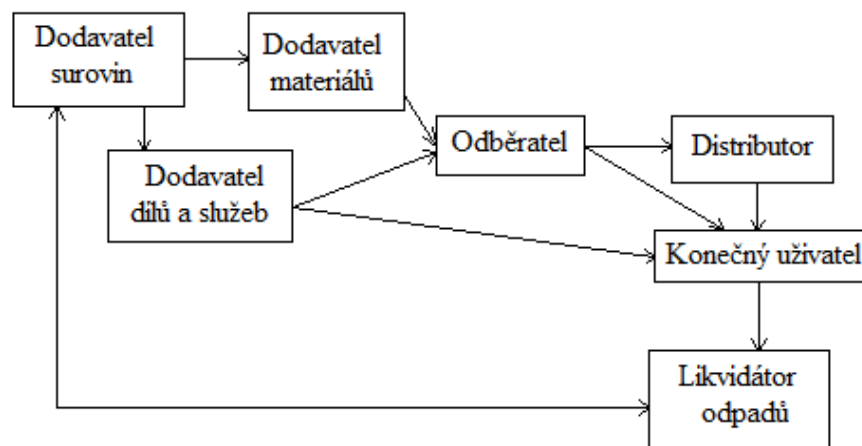 Dodavatel
surovin
Dodavatel
materiálů
Odběratel
Distributor
Dodavatel
dílů a služeb
Konečný uživatel
Likvidátor
odpadů